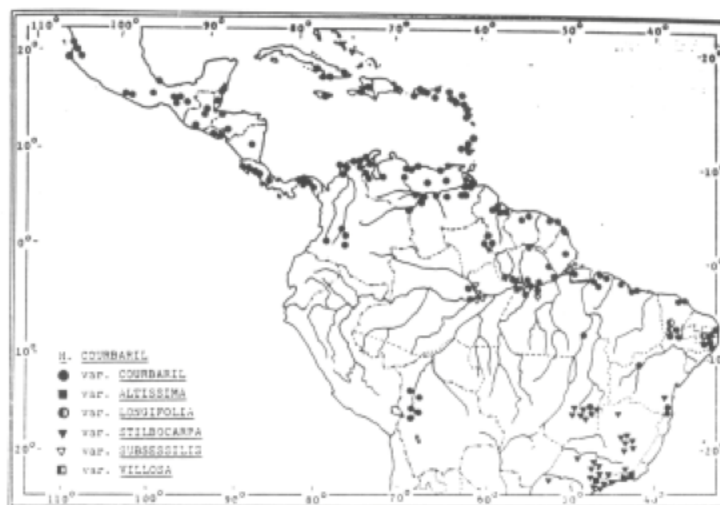 110° 100° 90° 80° 70° 60° 50° 40°
20° 20°
10° 10°
0° 0°
10° 10°
20°
H. COURBARIL
var. COURBARIL
var. ALTISSIMA
var. LONGIFOLIA
var. STILBOCARPA
var. SUBSESSILIS
var. VILLOSA
110° 100° 90° 80° 70° 60° 50° 40°